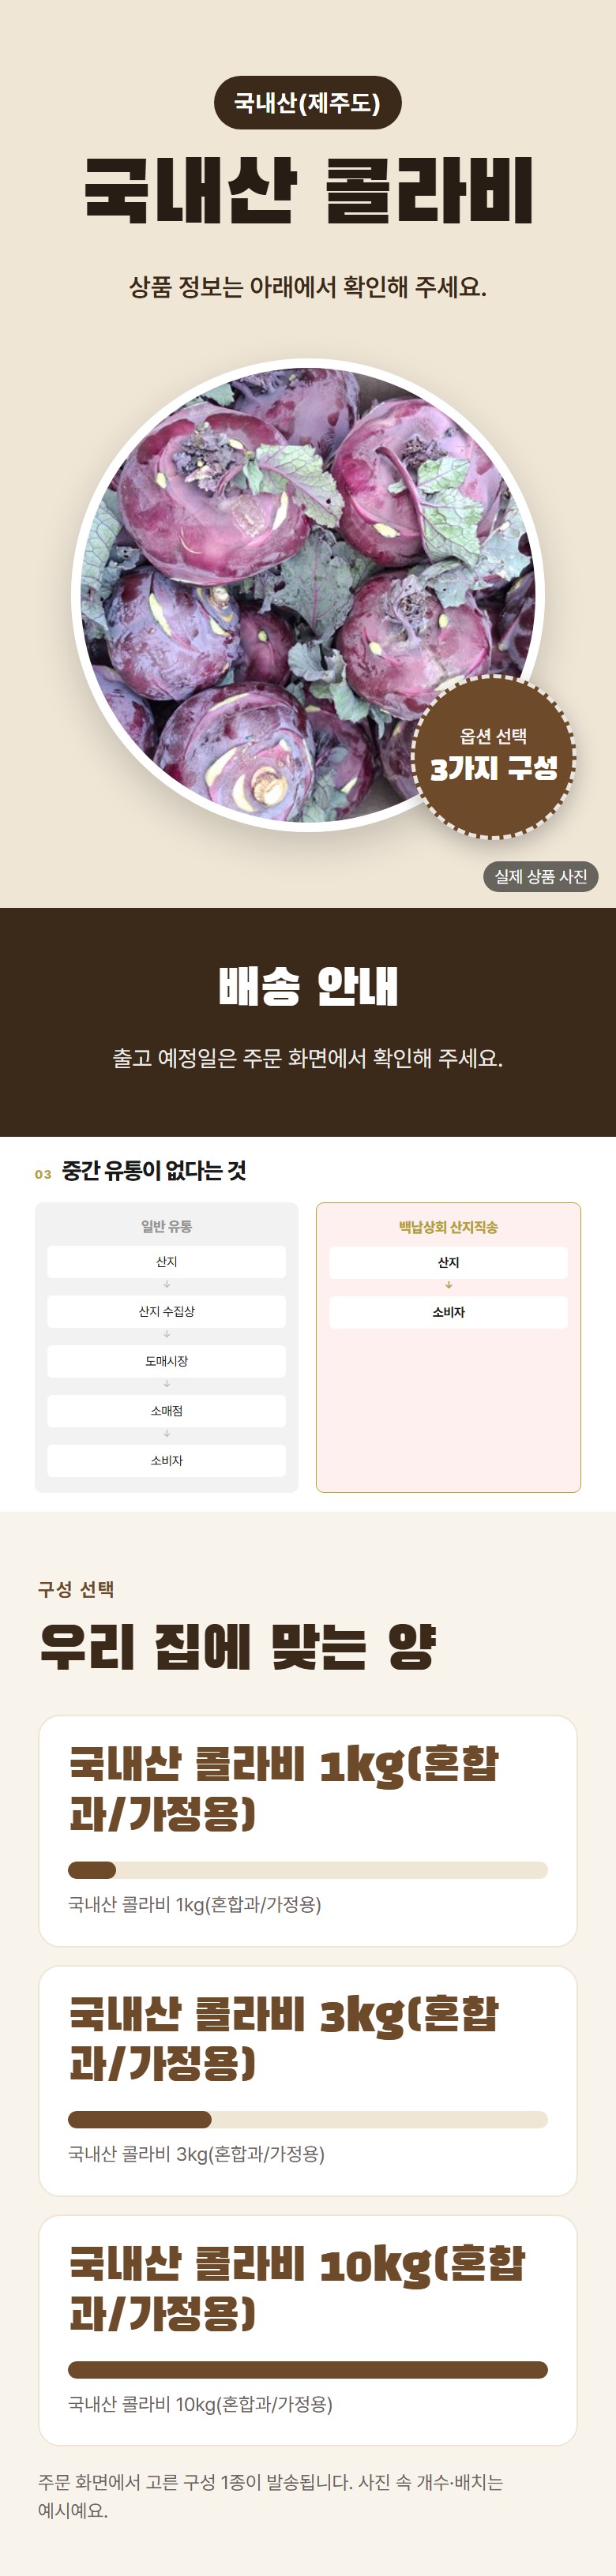 국내산(제주도)
국내산 콜라비
상품 정보는 아래에서 확인해 주세요.
옵션 선택
3가지 구성
실제 상품 사진
배송 안내
출고 예정일은 주문 화면에서 확인해 주세요.
03 중간 유통이 없다는 것
일반 유통
산지
↓
산지 수집상
↓
도매시장
↓
소매점
↓
소비자
백납상회 산지직송
산지
↓
소비자
구성 선택
우리 집에 맞는 양
국내산 콜라비 1kg(혼합
과/가정용)
국내산 콜라비 1kg(혼합과/가정용)
국내산 콜라비 3kg(혼합
과/가정용)
국내산 콜라비 3kg(혼합과/가정용)
국내산 콜라비 10kg(혼합
과/가정용)
국내산 콜라비 10kg(혼합과/가정용)
주문 화면에서 고른 구성 1종이 발송됩니다. 사진 속 개수·배치는
예시예요.